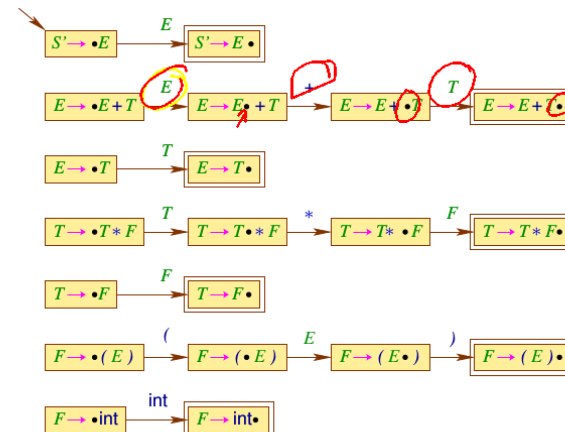 E
S'→•E S'→E•
E + T
E→•E+T E→E•+T E→E+•T E→E+T•
T
E→•T E→T•
T * F
T→•T*F T→T•*F T→T*•F T→T*F•
F
T→•F T→F•
( E )
F→•(E) F→(•E) F→(E•) F→(E)•
int
F→•int F→int•